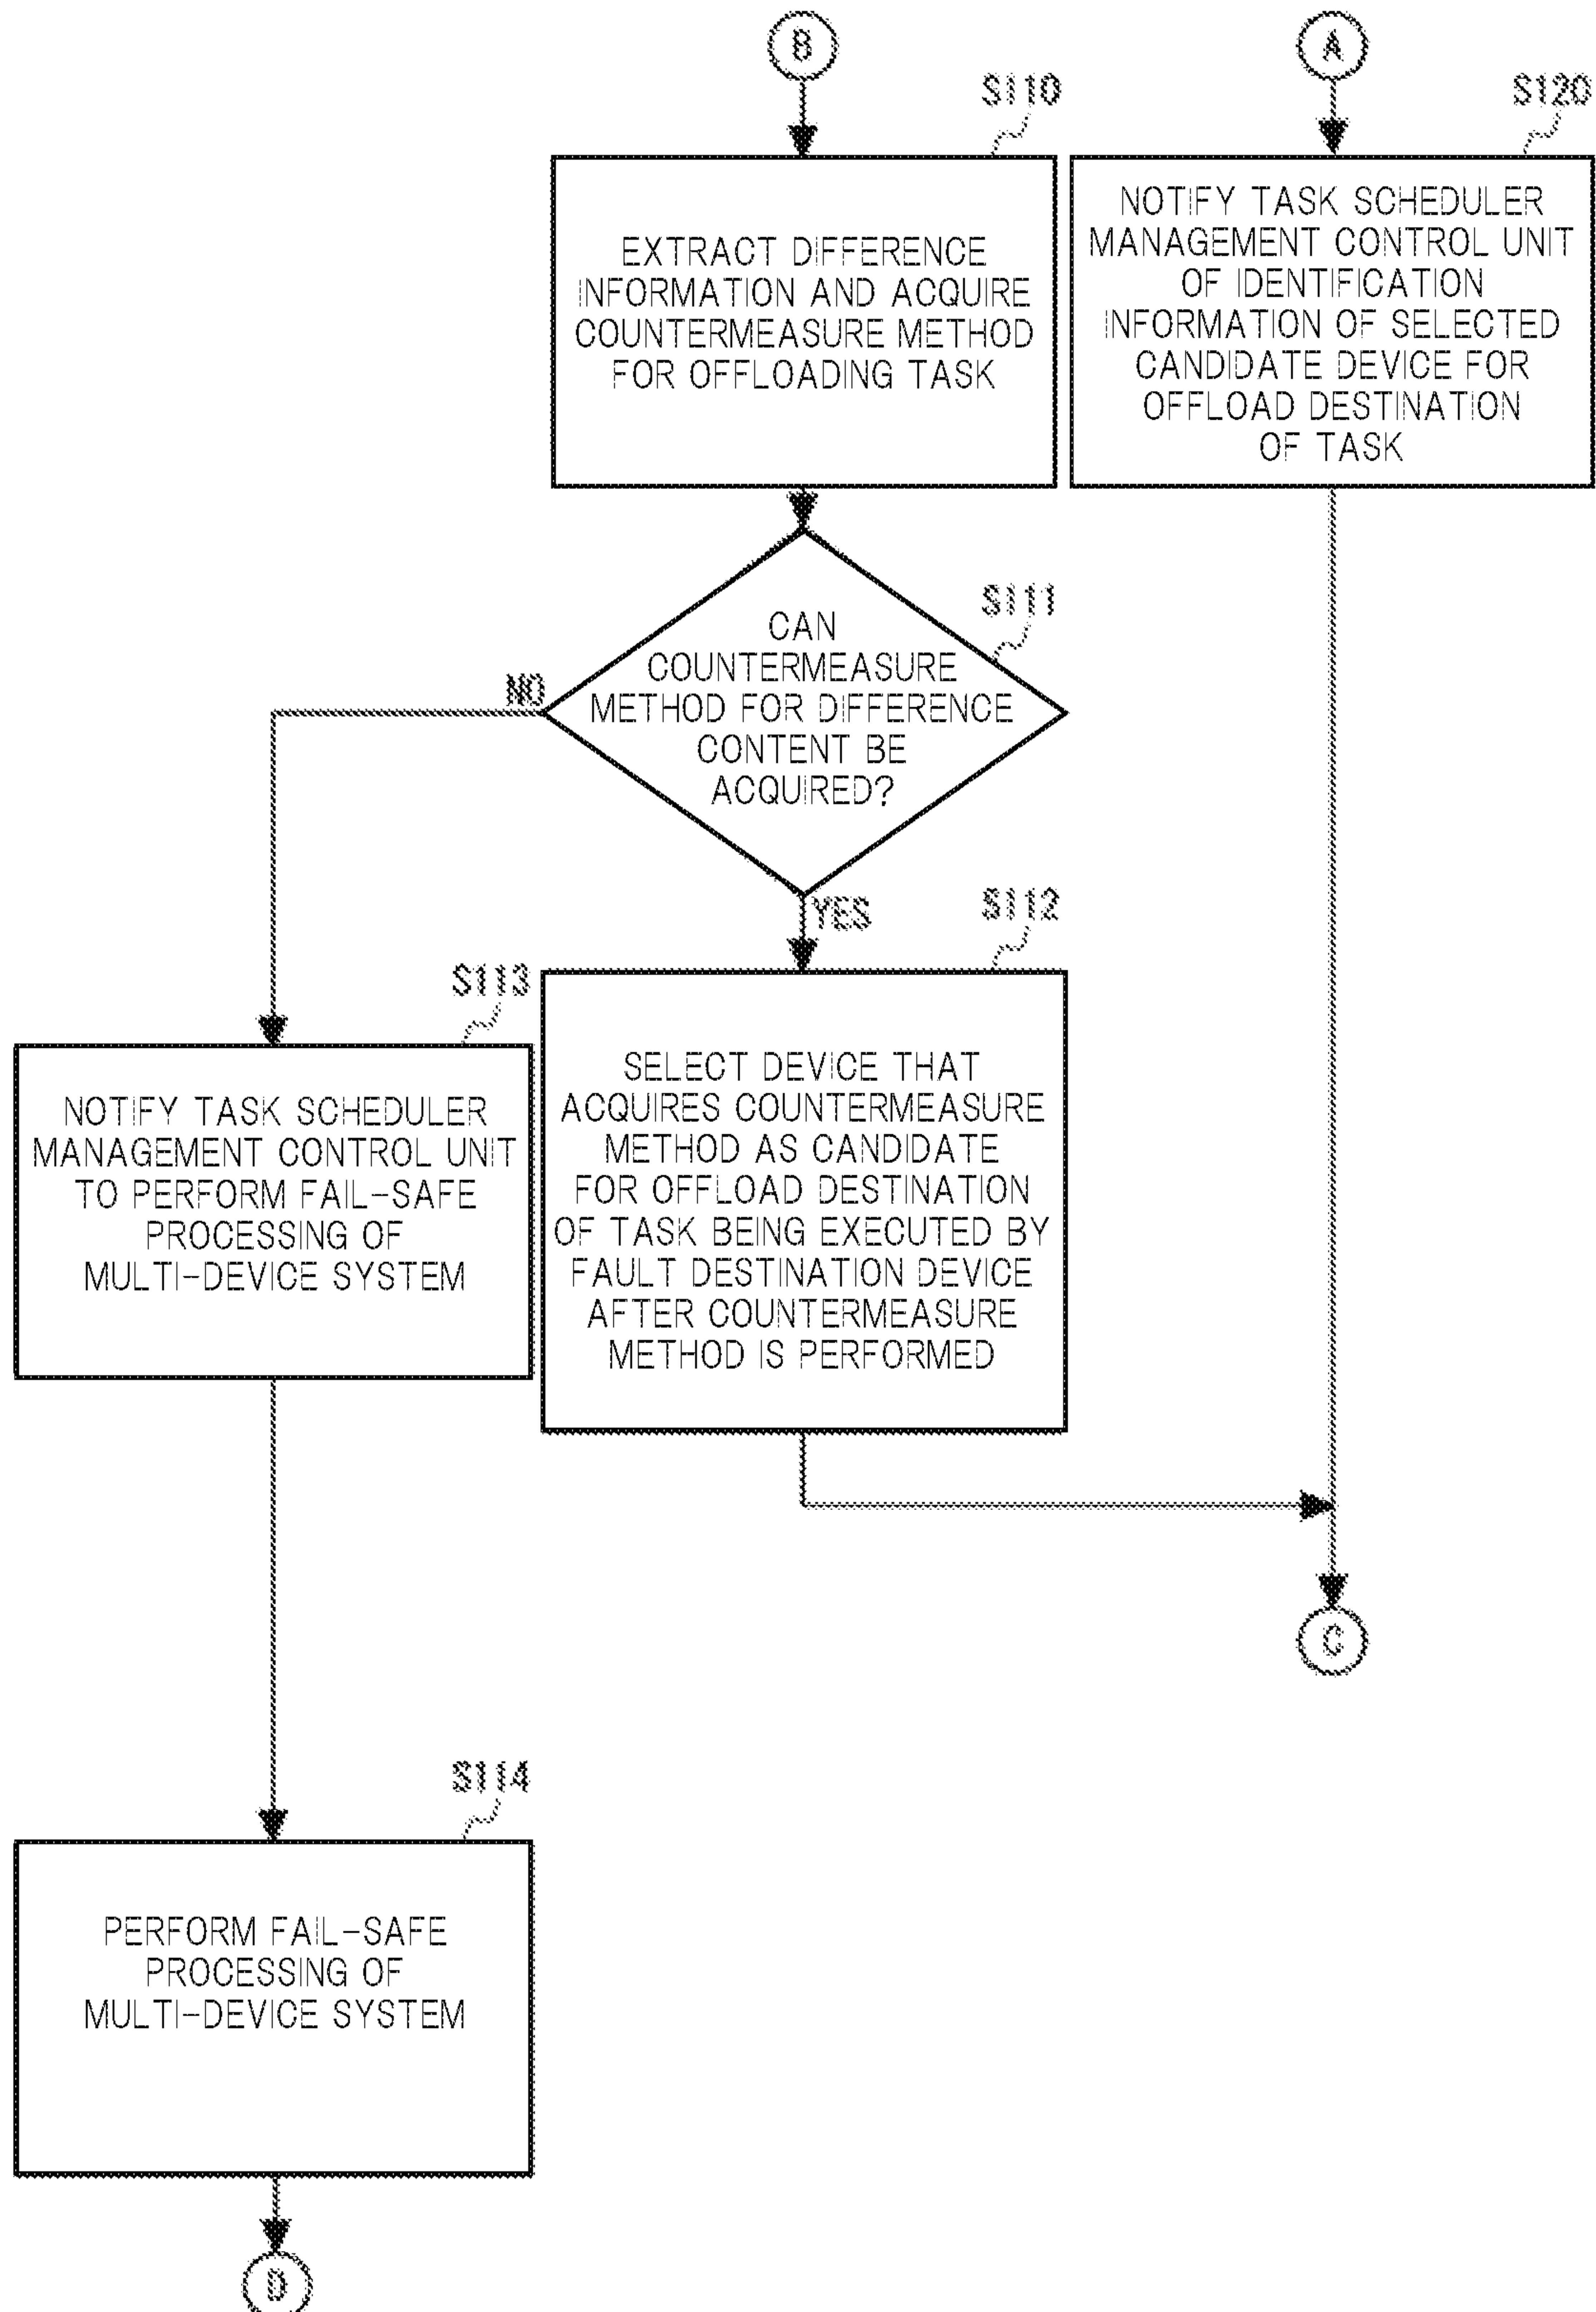 B
A
S110
S120
EXTRACT DIFFERENCE
INFORMATION AND ACQUIRE
COUNTERMEASURE METHOD
FOR OFFLOADING TASK
NOTIFY TASK SCHEDULER
MANAGEMENT CONTROL UNIT
OF IDENTIFICATION
INFORMATION OF SELECTED
CANDIDATE DEVICE FOR
OFFLOAD DESTINATION
OF TASK
S111
CAN
COUNTERMEASURE
METHOD FOR DIFFERENCE
CONTENT BE
ACQUIRED?
NO
YES
S112
SELECT DEVICE THAT
ACQUIRES COUNTERMEASURE
METHOD AS CANDIDATE
FOR OFFLOAD DESTINATION
OF TASK BEING EXECUTED BY
FAULT DESTINATION DEVICE
AFTER COUNTERMEASURE
METHOD IS PERFORMED
S113
NOTIFY TASK SCHEDULER
MANAGEMENT CONTROL UNIT
TO PERFORM FAIL-SAFE
PROCESSING OF
MULTI-DEVICE SYSTEM
C
S114
PERFORM FAIL-SAFE
PROCESSING OF
MULTI-DEVICE SYSTEM
D